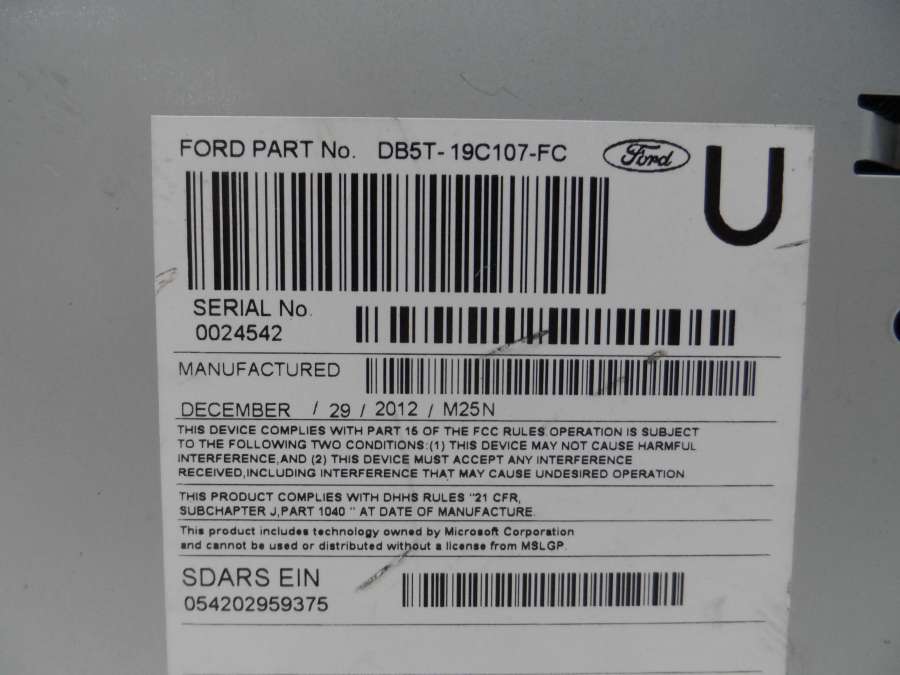 FORD PART No. DB5T-19C107-FC Ford U
SERIAL No.
0024542
MANUFACTURED
DECEMBER / 29 / 2012 / M25N
THIS DEVICE COMPLIES WITH PART 15 OF THE FCC RULES OPERATION IS SUBJECT
TO THE FOLLOWING TWO CONDITIONS:(1) THIS DEVICE MAY NOT CAUSE HARMFUL
INTERFERENCE,AND (2) THIS DEVICE MUST ACCEPT ANY INTERFERENCE
RECEIVED,INCLUDING INTERFERENCE THAT MAY CAUSE UNDESIRED OPERATION
THIS PRODUCT COMPLIES WITH DHHS RULES "21 CFR,
SUBCHAPTER J,PART 1040 " AT DATE OF MANUFACTURE.
This product includes technology owned by Microsoft Corporation
and cannot be used or distributed without a license from MSLGP.
SDARS EIN
054202959375